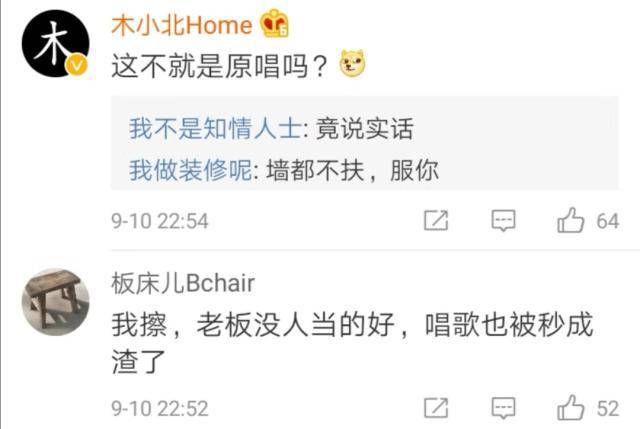 木
木小北Home
这不就是原唱吗？
我不是知情人士: 竟说实话
我做装修呢: 墙都不扶，服你
9-10 22:54
64
板床儿Bchair
我擦，老板没人当的好，唱歌也被秒成
渣了
9-10 22:52
52